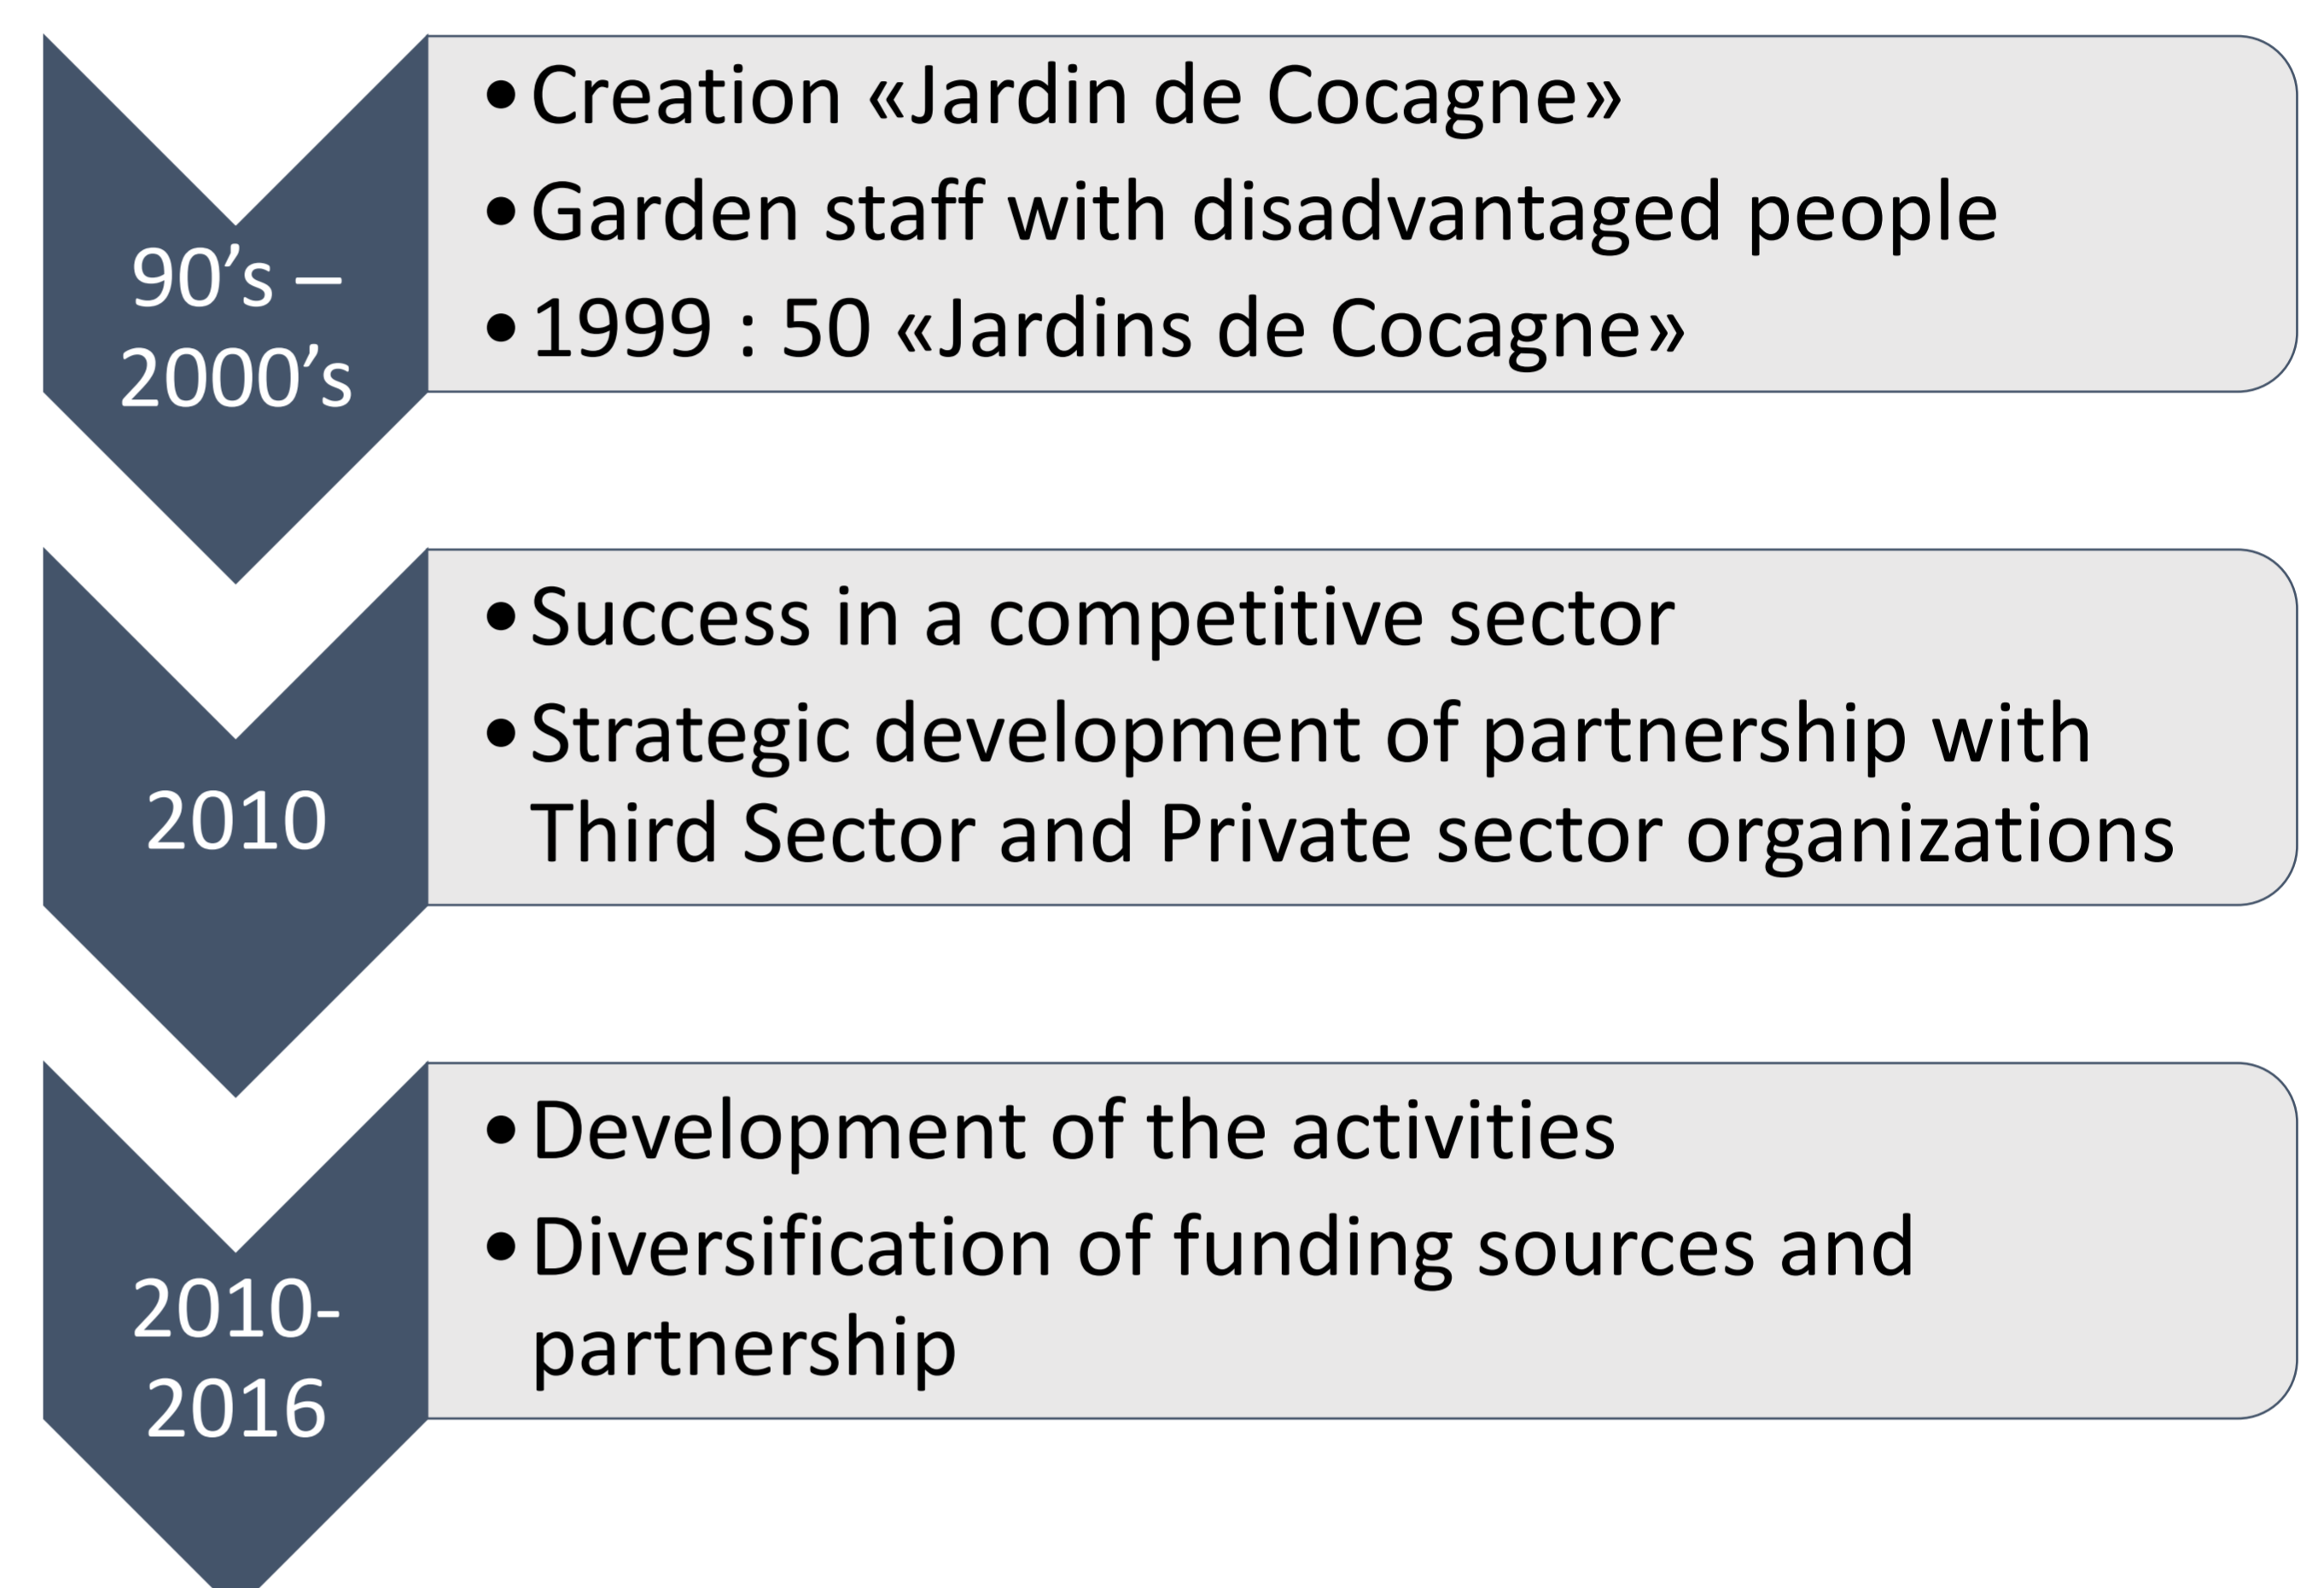 90’s –
2000’s
• Creation «Jardin de Cocagne»
• Garden staff with disadvantaged people
• 1999 : 50 «Jardins de Cocagne»
2010
• Success in a competitive sector
• Strategic development of partnership with
Third Sector and Private sector organizations
2010-
2016
• Development of the activities
• Diversification of funding sources and
partnership